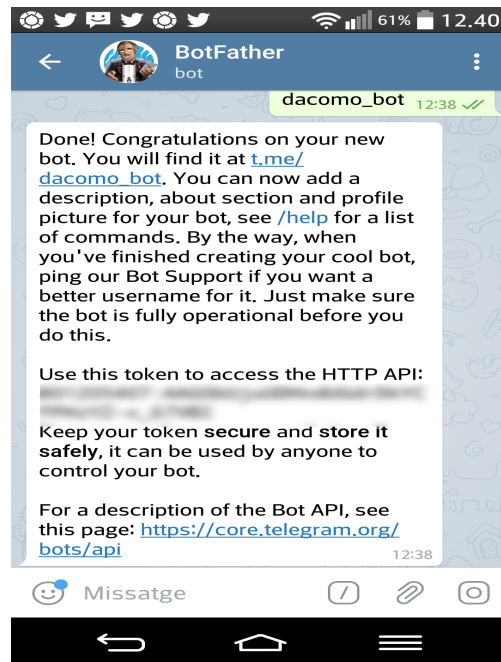 61% 12.40
BotFather
bot
dacomo_bot 12:38
Done! Congratulations on your new
bot. You will find it at t.me/
dacomo_bot. You can now add a
description, about section and profile
picture for your bot, see /help for a list
of commands. By the way, when
you've finished creating your cool bot,
ping our Bot Support if you want a
better username for it. Just make sure
the bot is fully operational before you
do this.
Use this token to access the HTTP API:
Keep your token secure and store it
safely, it can be used by anyone to
control your bot.
For a description of the Bot API, see
this page: https://core.telegram.org/
bots/api 12:38
Missatge